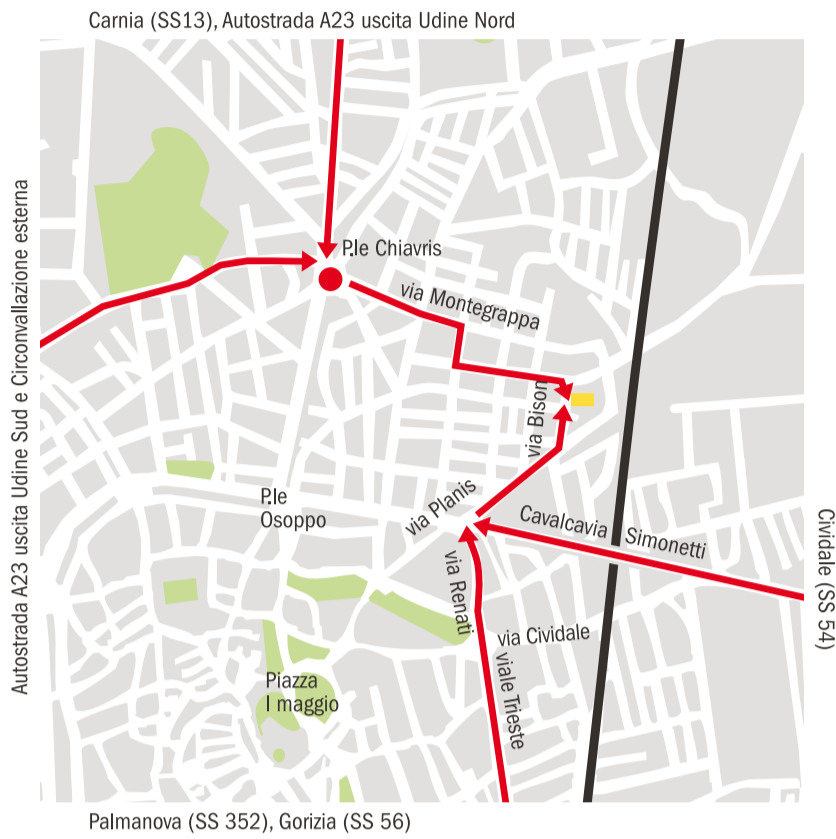 Carnia (SS13), Autostrada A23 uscita Udine Nord
Autostrada A23 uscita Udine Sud e Circonvallazione esterna
P.le Chiavris
via Montegrappa
via Bison
via Planis
P.le
Osoppo
Cavalcavia Simonetti
Cividale (SS 54)
via Renati
via Cividale
viale Trieste
Piazza
I maggio
Palmanova (SS 352), Gorizia (SS 56)